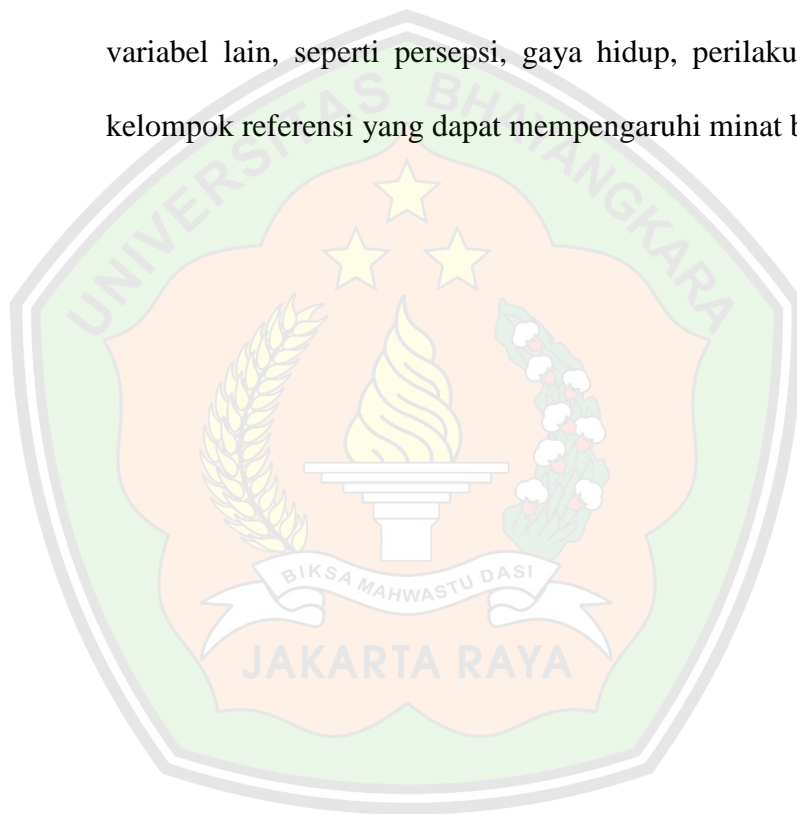 variabel lain, seperti persepsi, gaya hidup, perilaku
kelompok referensi yang dapat mempengaruhi minat b
UNIVERSITAS BHAYANGKARA
BIKSA MAHWASTU DASI
JAKARTA RAYA